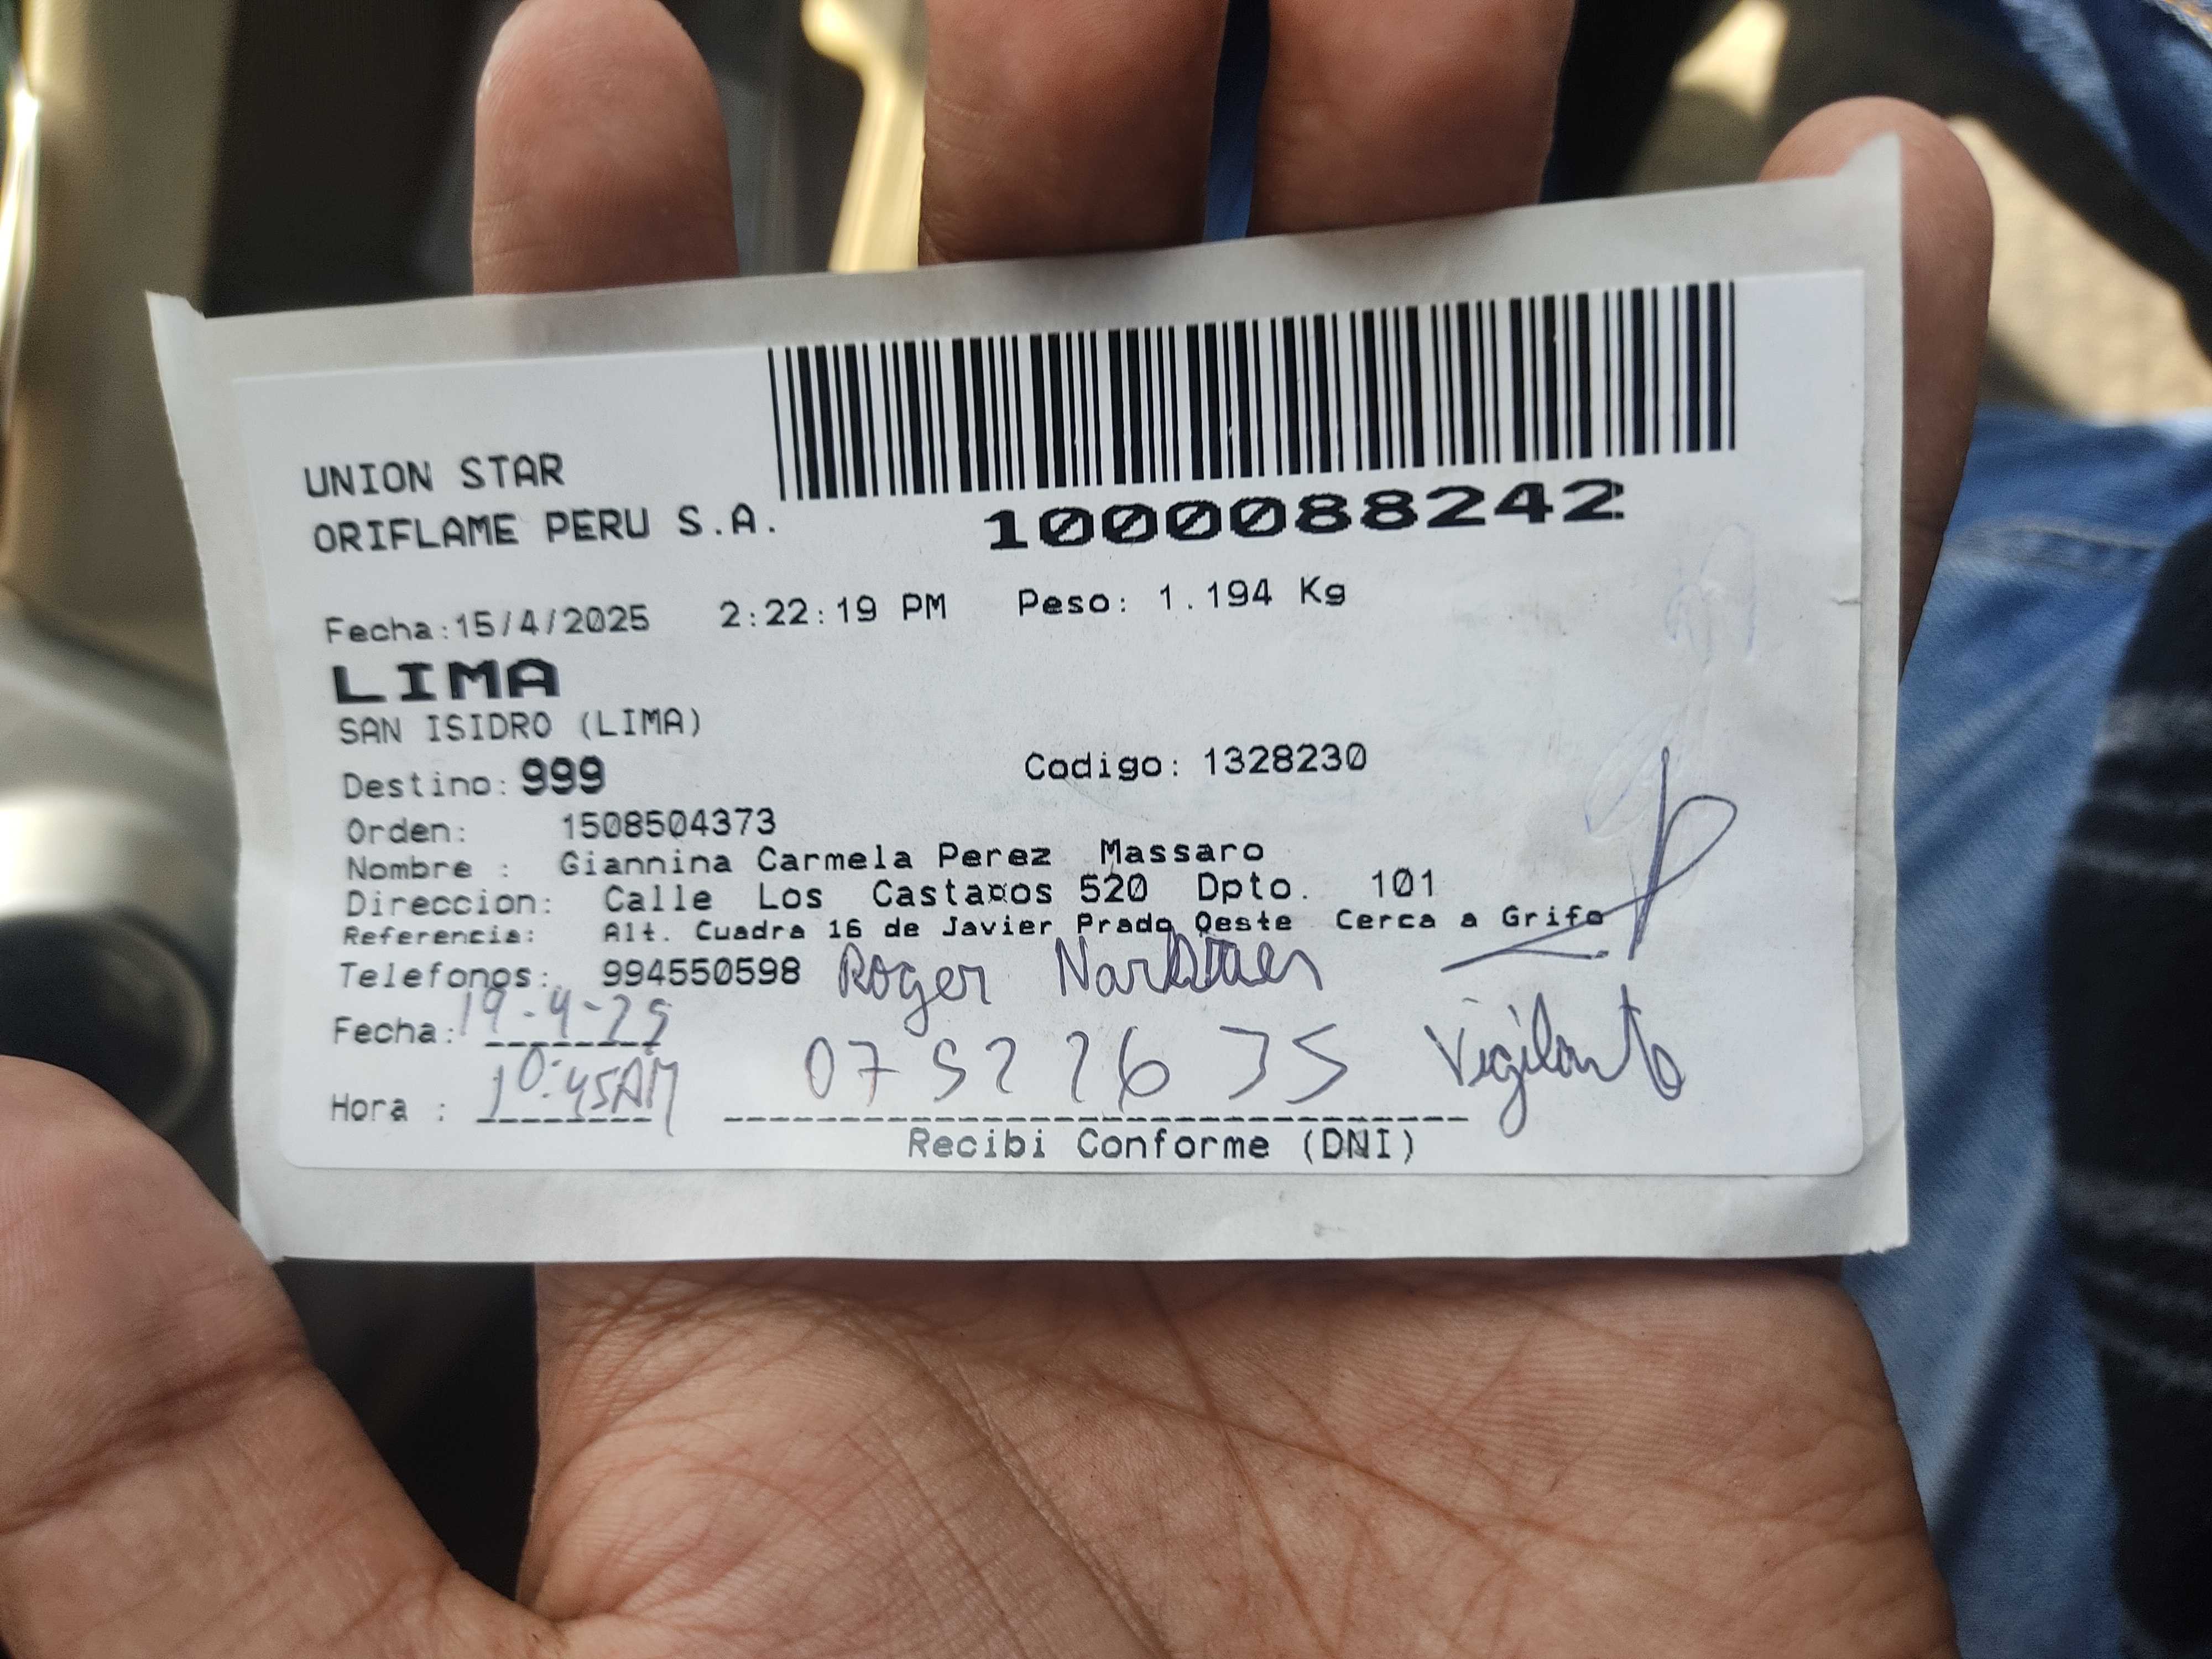 UNION STAR
ORIFLAME PERU S.A.
1000088242
Fecha:15/4/2025 2:22:19 PM Peso: 1.194 Kg
LIMA
SAN ISIDRO (LIMA)
Destino: 999 Codigo: 1328230
Orden: 1508504373
Nombre : Giannina Carmela Perez Massaro
Direccion: Calle Los Casta¤os 520 Dpto. 101
Referencia: Alt. Cuadra 16 de Javier Prado Oeste Cerca a Grifo
Telefonos: 994550598 Roger
Fecha: 19-4-25
Hora : 10:45AM Vigilante
Recibi Conforme (DNI)